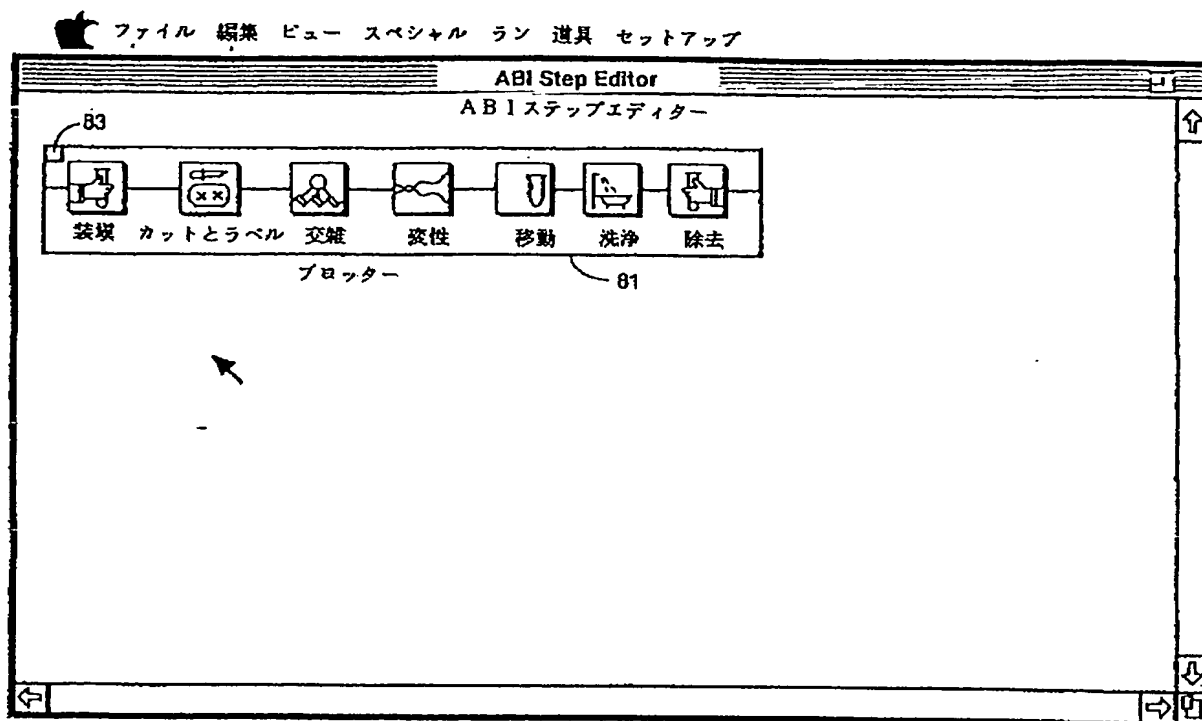 ファイル 編集 ビュー スペシャル ラン 道具 セットアップ
ABI Step Editor
ABIステップエディター
83
装填 カットとラベル 交雑 変性 移動 洗浄 除去
ブロッター
81